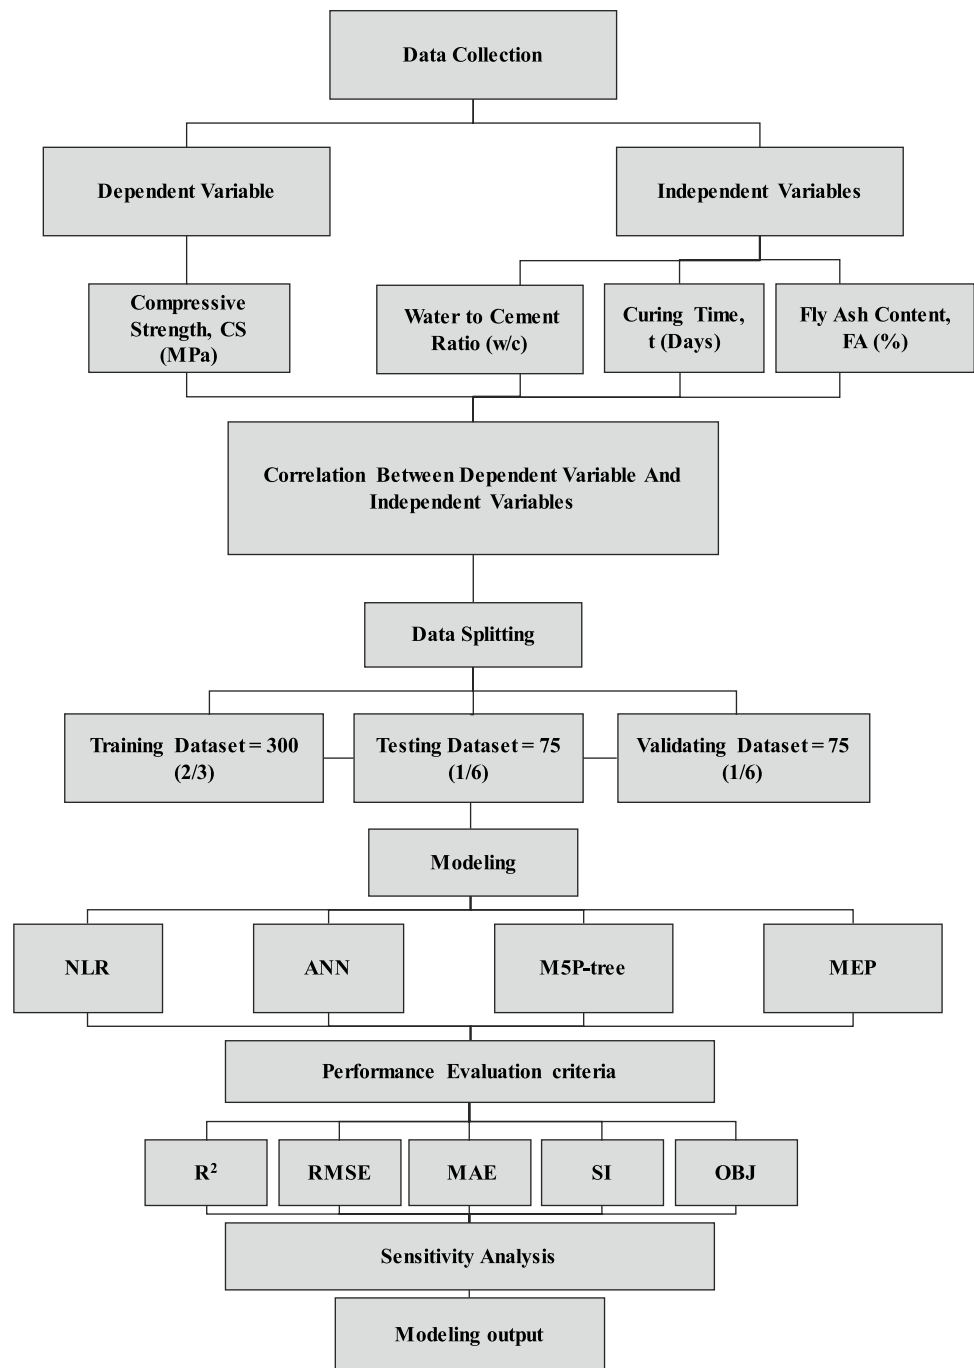 Data Collection
Dependent Variable
Independent Variables
Compressive
Strength, CS
(MPa)
Water to Cement
Ratio (w/c)
Curing Time,
t (Days)
Fly Ash Content,
FA (%)
Correlation Between Dependent Variable And
Independent Variables
Data Splitting
Training Dataset = 300
(2/3)
Testing Dataset = 75
(1/6)
Validating Dataset = 75
(1/6)
Modeling
NLR
ANN
M5P-tree
MEP
Performance Evaluation criteria
R²
RMSE
MAE
SI
OBJ
Sensitivity Analysis
Modeling output